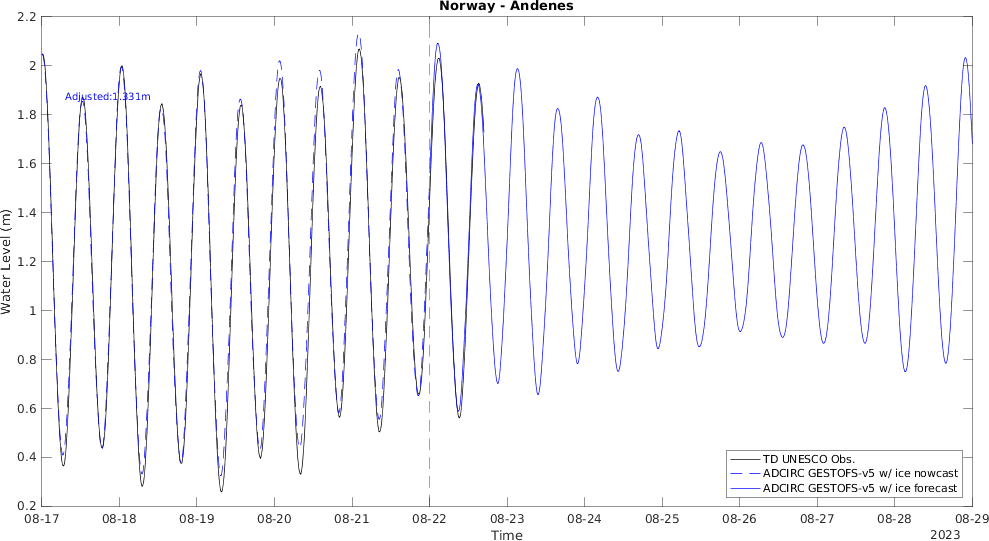 Norway - Andenes
2.2
2
1.8
1.6
1.4
1.2
1
0.8
0.6
0.4
0.2
Water Level (m)
Adjusted:1.331m
TD UNESCO Obs.
ADCIRC GESTOFS-v5 w/ ice nowcast
ADCIRC GESTOFS-v5 w/ ice forecast
08-17 08-18 08-19 08-20 08-21 08-22 08-23 08-24 08-25 08-26 08-27 08-28 08-29
Time
2023